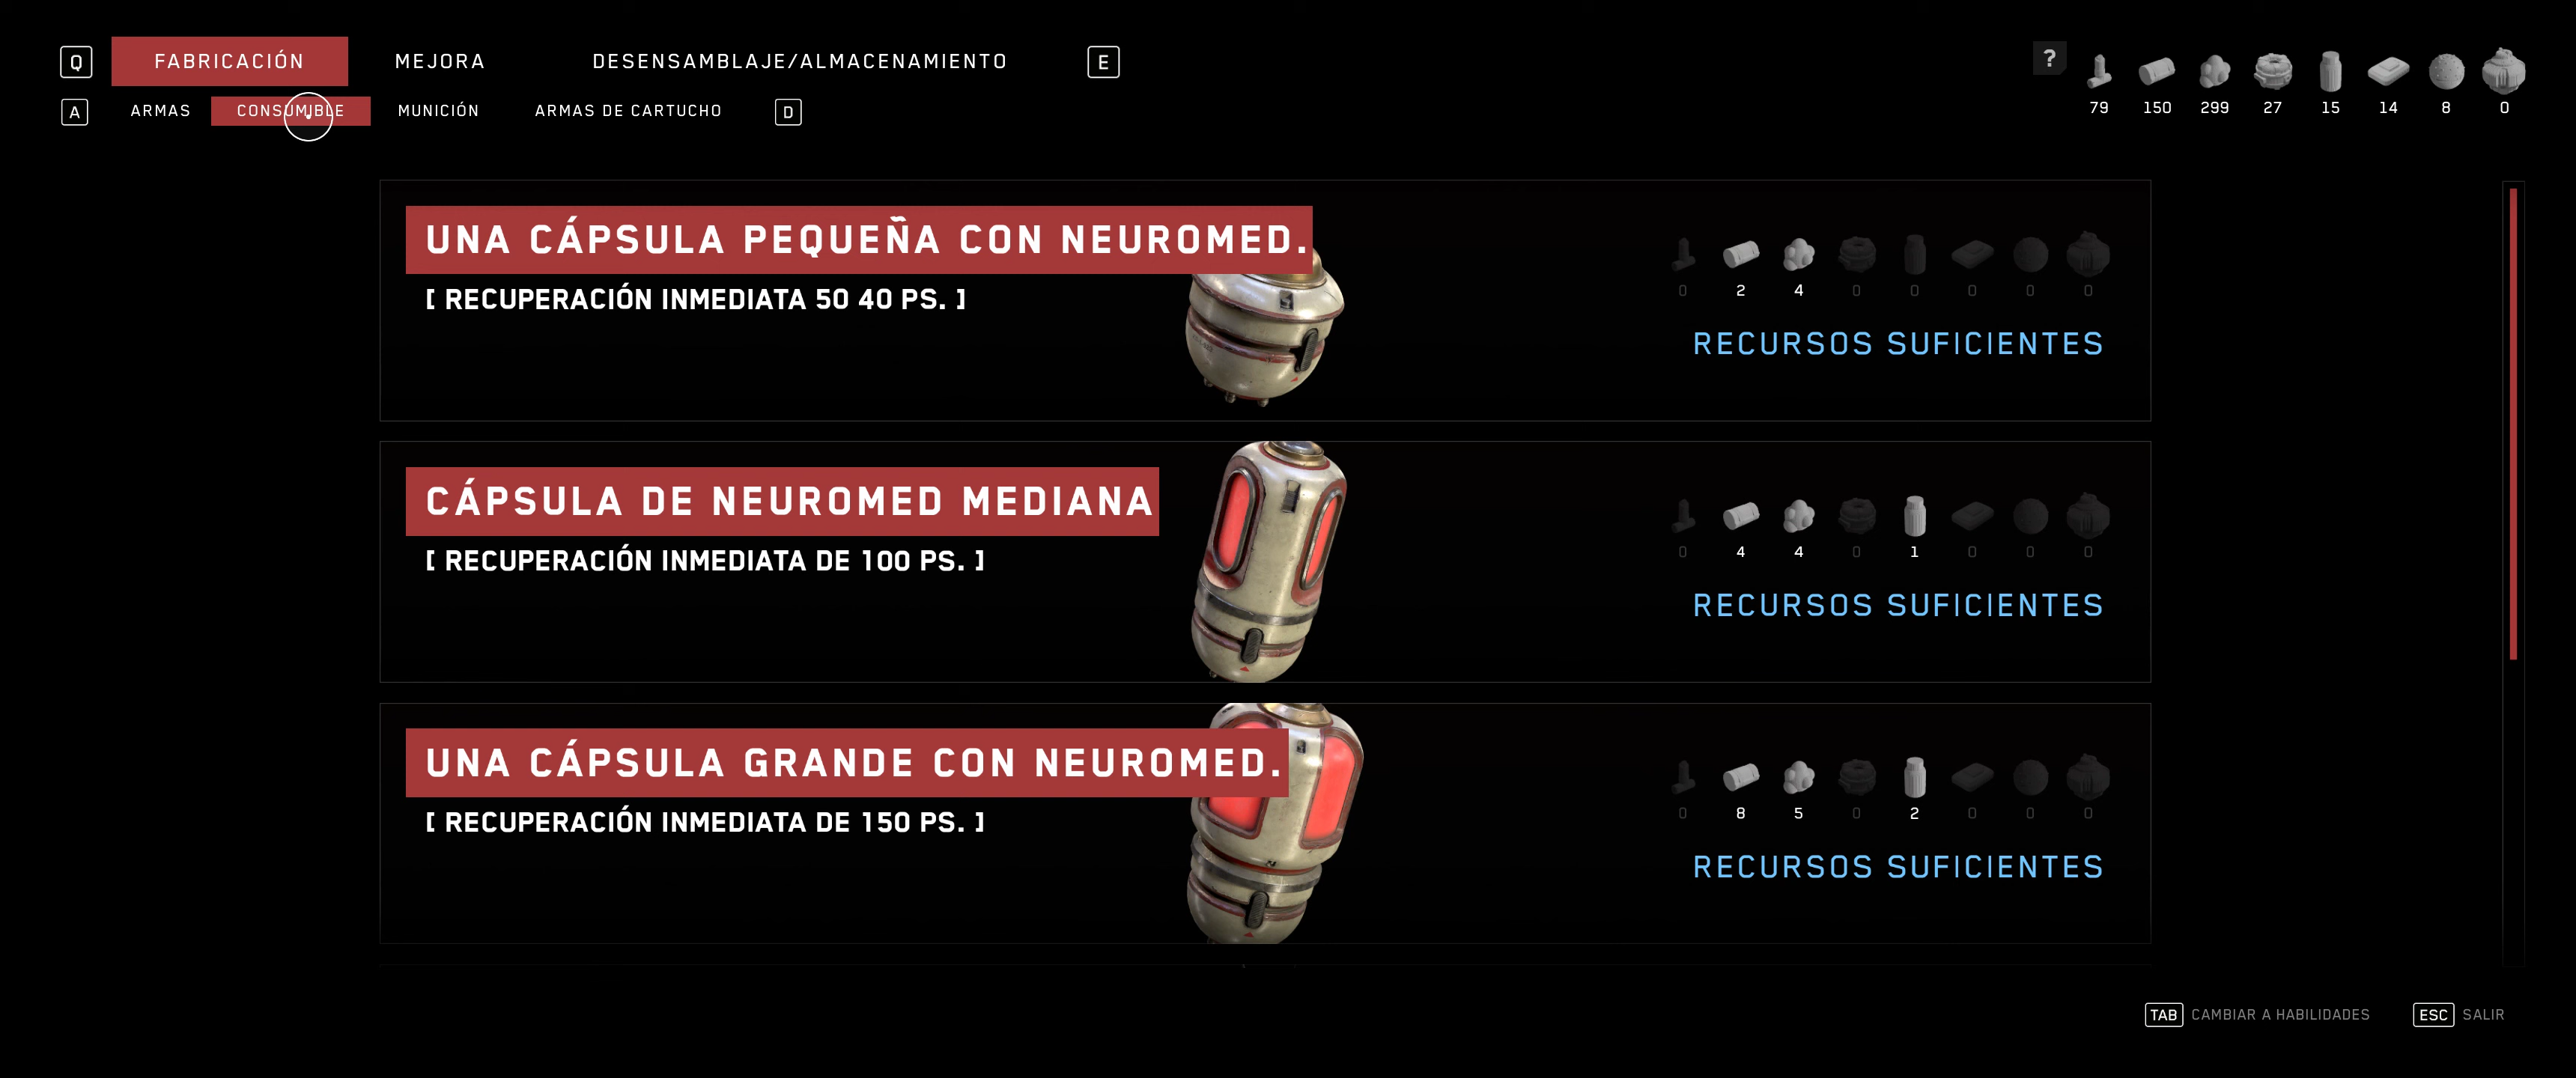 Q FABRICACIÓN MEJORA DESENSAMBLAJE/ALMACENAMIENTO E
?
79 150 299 27 15 14 8 0
A ARMAS CONSUMIBLE MUNICIÓN ARMAS DE CARTUCHO D
UNA CÁPSULA PEQUEÑA CON NEUROMED.
[ RECUPERACIÓN INMEDIATA 50 40 PS. ]
0 2 4 0 0 0 0 0
RECURSOS SUFICIENTES
CÁPSULA DE NEUROMED MEDIANA
[ RECUPERACIÓN INMEDIATA DE 100 PS. ]
0 4 4 0 1 0 0 0
RECURSOS SUFICIENTES
UNA CÁPSULA GRANDE CON NEUROMED.
[ RECUPERACIÓN INMEDIATA DE 150 PS. ]
0 8 5 0 2 0 0 0
RECURSOS SUFICIENTES
TAB CAMBIAR A HABILIDADES ESC SALIR